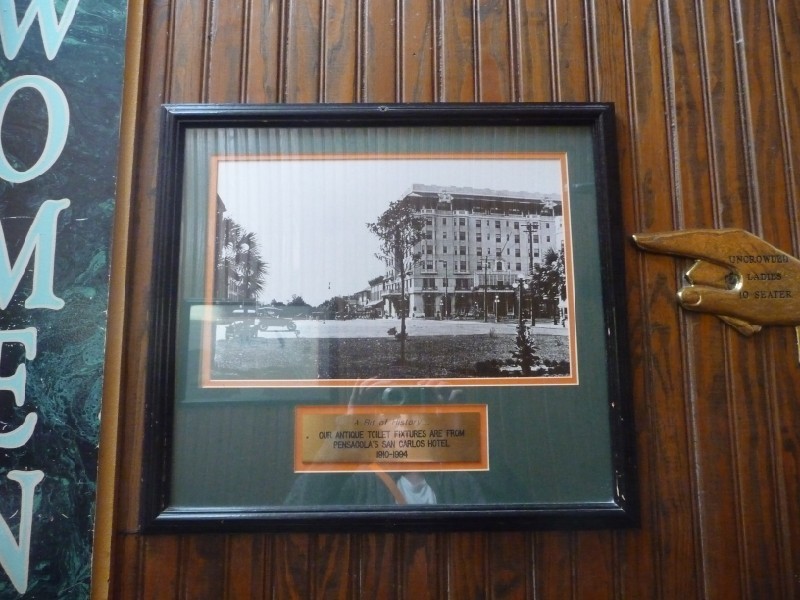 WOMEN
A Bit of History
OUR ANTIQUE TOILET FIXTURES ARE FROM
PENSACOLA'S SAN CARLOS HOTEL
1910-1994
UNCROWDED
LADIES
10-SEATER